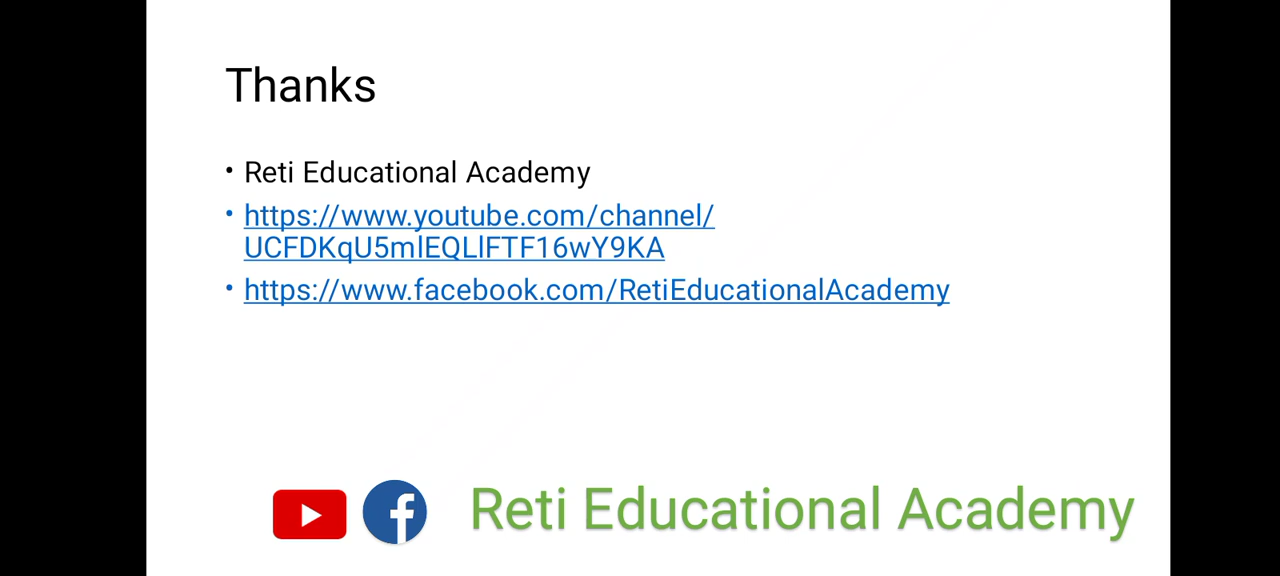 Thanks
• Reti Educational Academy
• https://www.youtube.com/channel/
UCFDKqU5mlEQLlFTF16wY9KA
• https://www.facebook.com/RetiEducationalAcademy
Reti Educational Academy